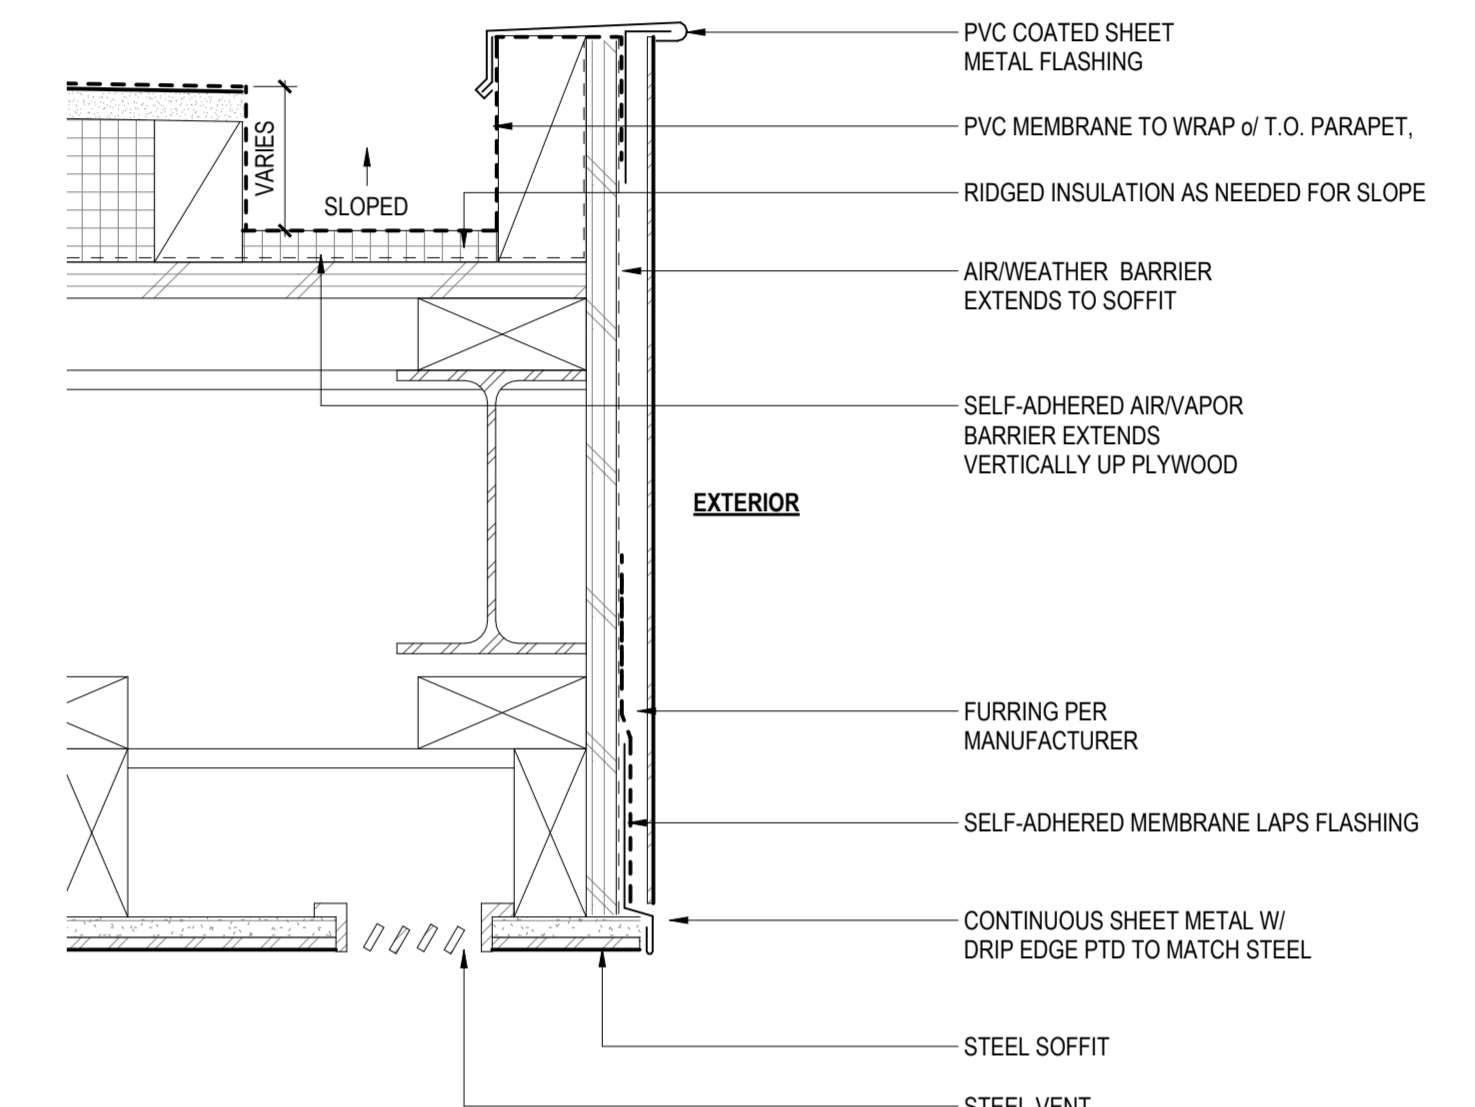 PVC COATED SHEET
METAL FLASHING
PVC MEMBRANE TO WRAP o/ T.O. PARAPET,
VARIES
SLOPED
RIDGED INSULATION AS NEEDED FOR SLOPE
AIR/WEATHER BARRIER
EXTENDS TO SOFFIT
SELF-ADHERED AIR/VAPOR
BARRIER EXTENDS
VERTICALLY UP PLYWOOD
EXTERIOR
FURRING PER
MANUFACTURER
SELF-ADHERED MEMBRANE LAPS FLASHING
CONTINUOUS SHEET METAL W/
DRIP EDGE PTD TO MATCH STEEL
STEEL SOFFIT
STEEL VENT